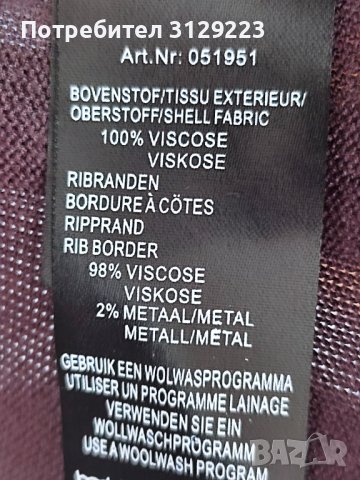 Потребител 3129223
Art.Nr: 051951
BOVENSTOF/TISSU EXTERIEUR/
OBERSTOFF/SHELL FABRIC
100% VISCOSE
VISKOSE
RIBRANDEN
BORDURE À CÔTES
RIPPRAND
RIB BORDER
98% VISCOSE
VISKOSE
2% METAAL/METAL
METALL/MÉTAL
GEBRUIK EEN WOLWASPROGRAMMA
UTILISER UN PROGRAMME LAINAGE
VERWENDEN SIE EIN
WOLLWASCHPROGRAMM
USE A WOOLWASH PROGRAM
BAZAR